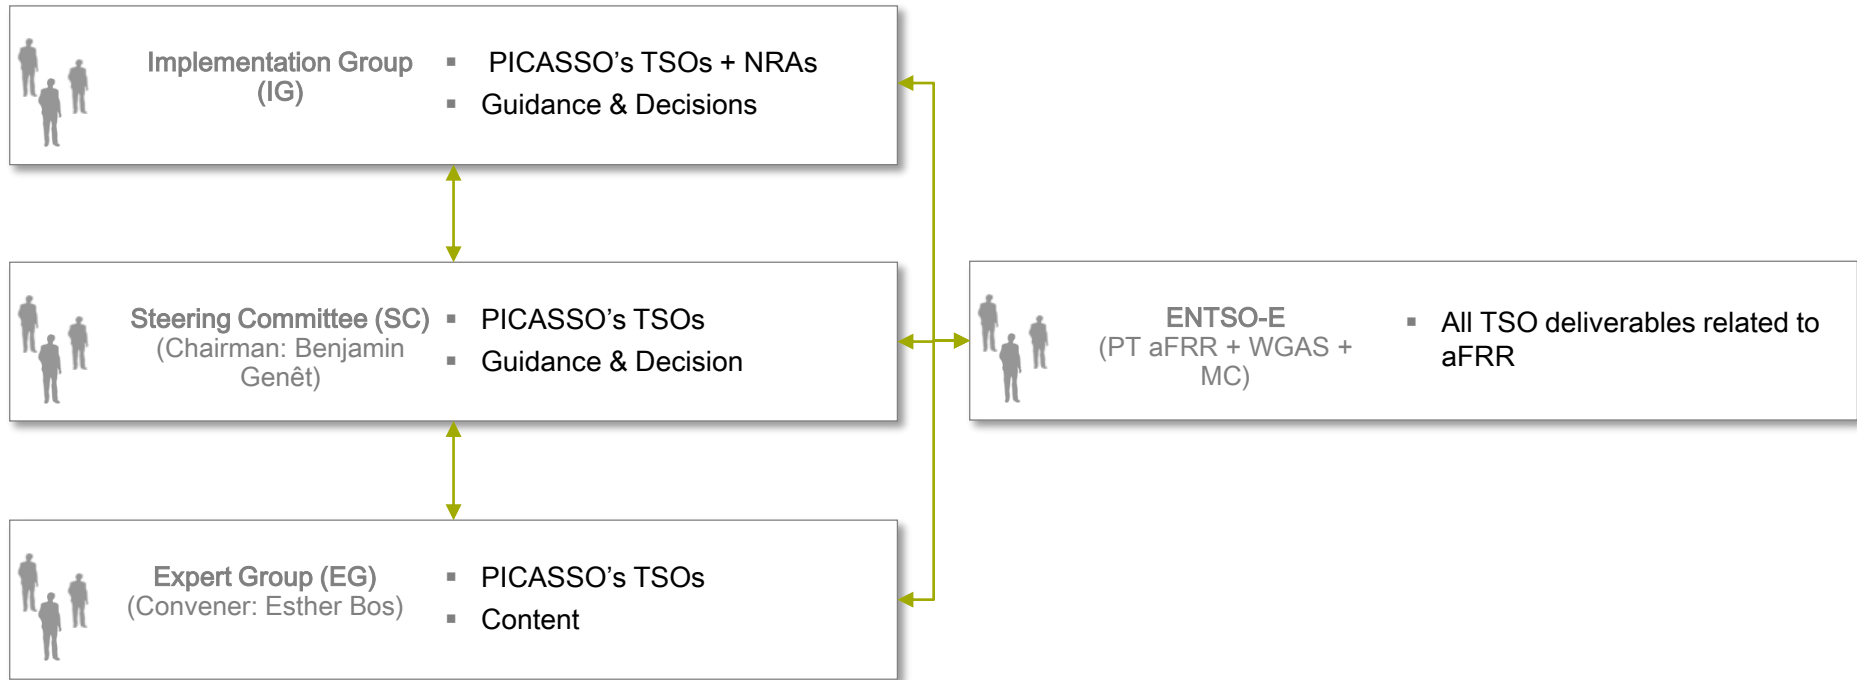 Implementation Group
(IG)
▪ PICASSO's TSOs + NRAs
▪ Guidance & Decisions
Steering Committee (SC)
(Chairman: Benjamin
Genêt)
▪ PICASSO's TSOs
▪ Guidance & Decision
ENTSO-E
(PT aFRR + WGAS +
MC)
▪ All TSO deliverables related to
aFRR
Expert Group (EG)
(Convener: Esther Bos)
▪ PICASSO's TSOs
▪ Content